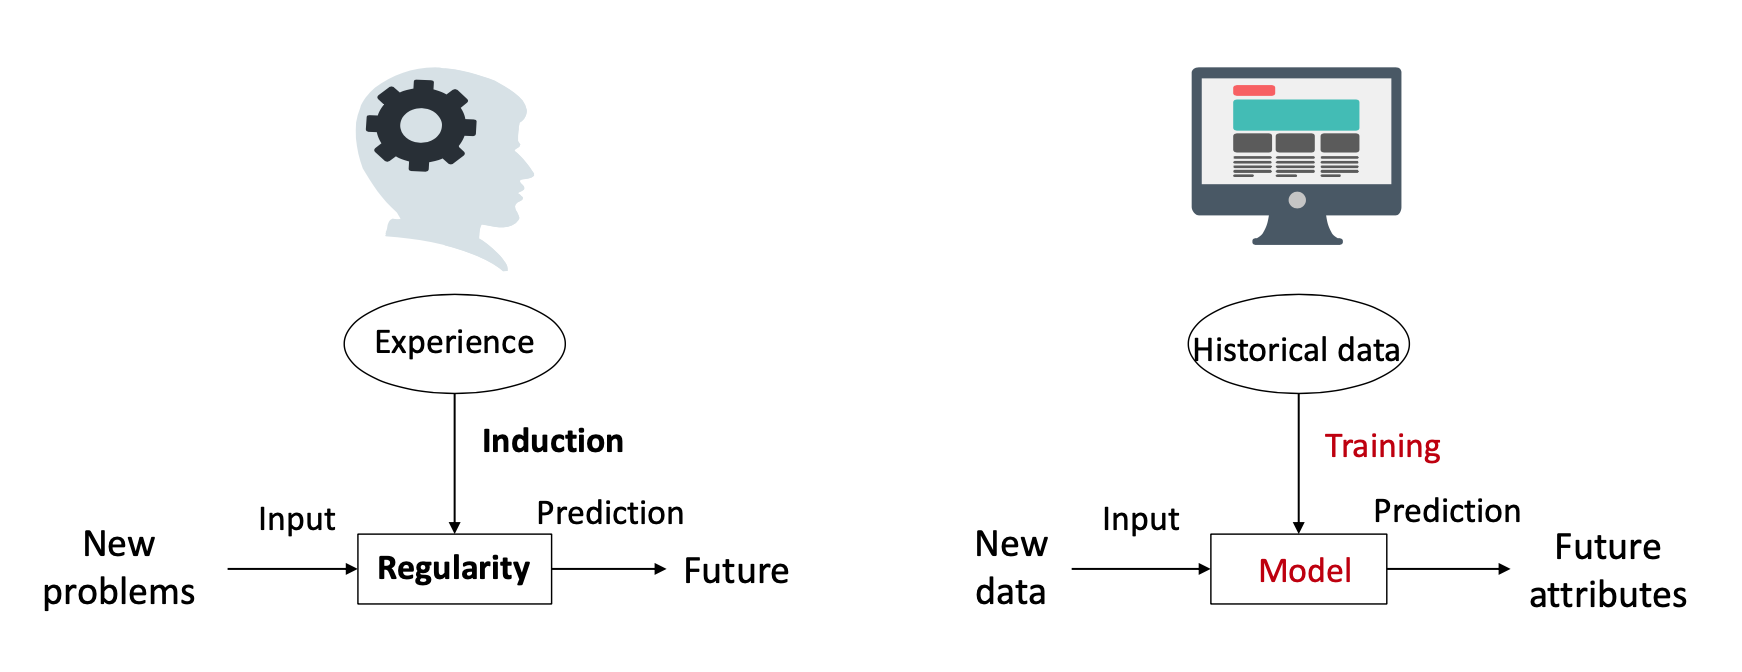 Experience
Induction
Input
Prediction
New
problems
Regularity
Future
Historical data
Training
Input
Prediction
New
data
Model
Future
attributes